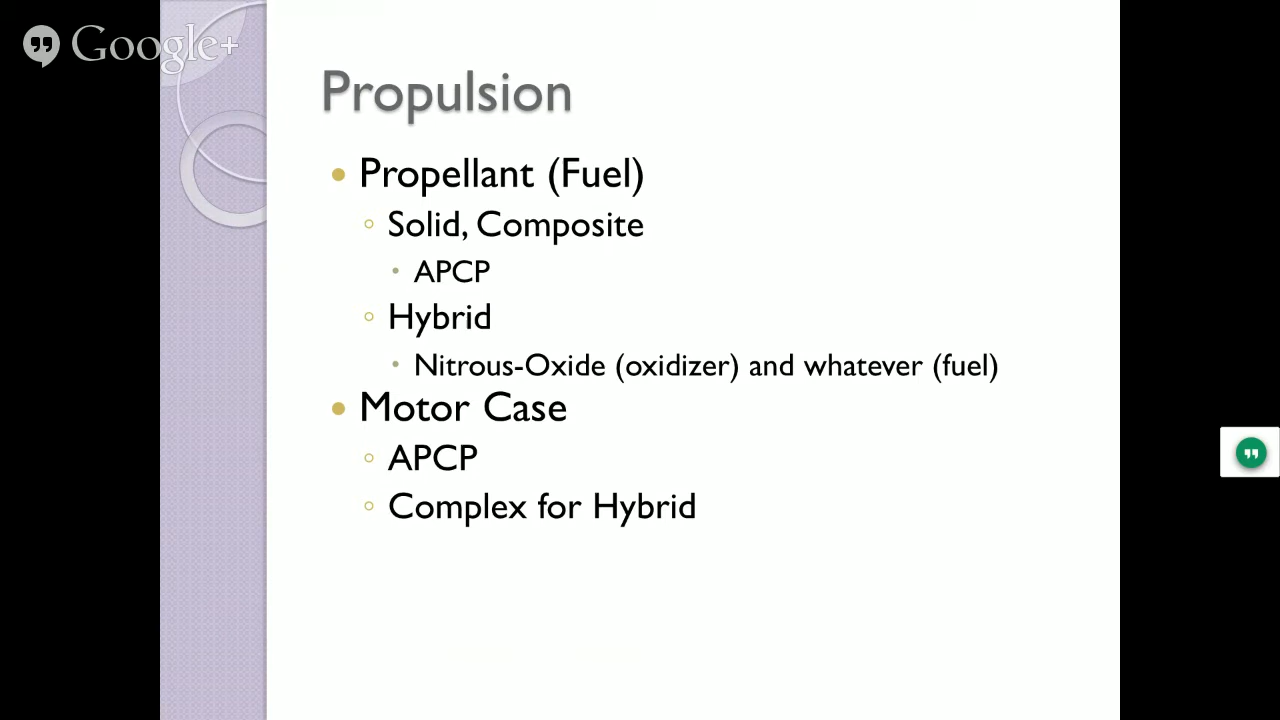 Google+
Propulsion
Propellant (Fuel)
Solid, Composite
APCP
Hybrid
Nitrous-Oxide (oxidizer) and whatever (fuel)
Motor Case
APCP
Complex for Hybrid